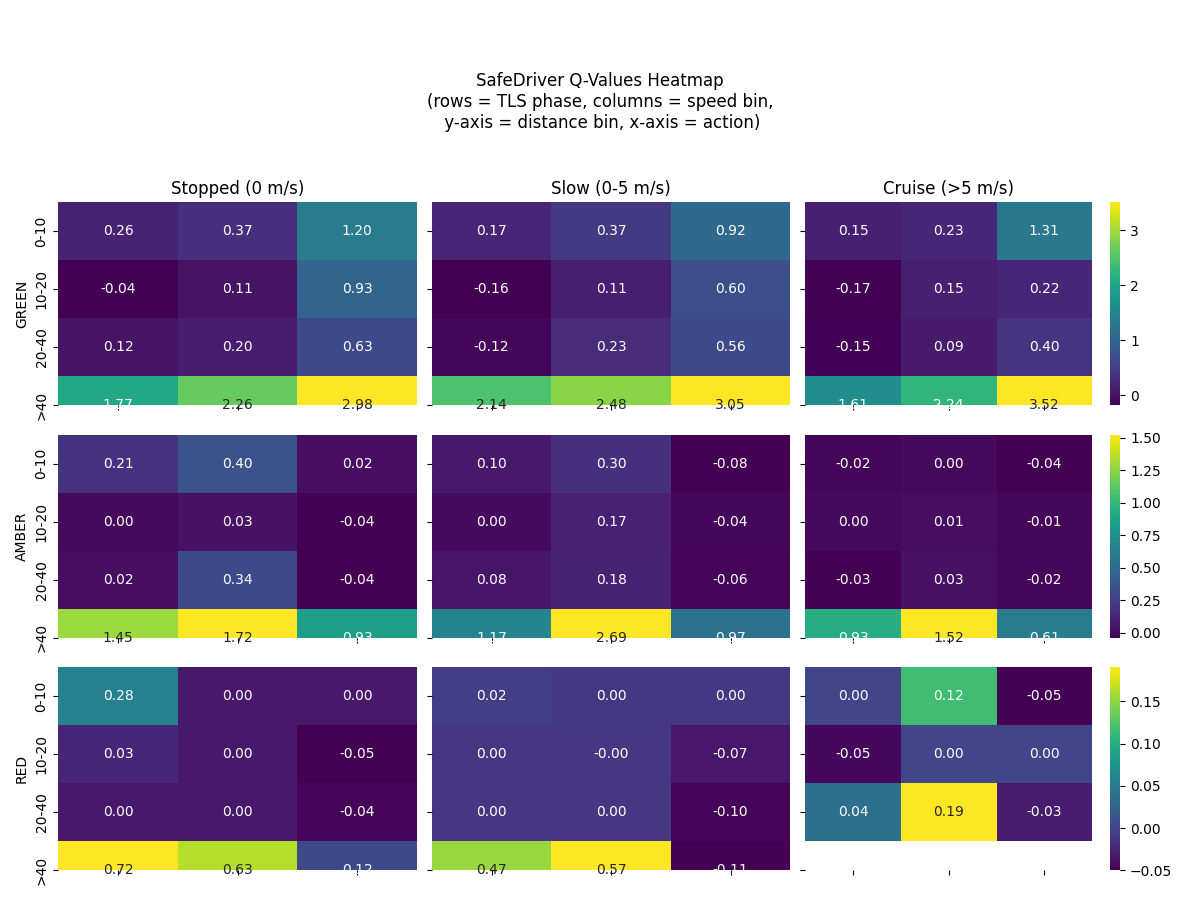 SafeDriver Q-Values Heatmap
(rows = TLS phase, columns = speed bin,
y-axis = distance bin, x-axis = action)
Stopped (0 m/s) Slow (0-5 m/s) Cruise (>5 m/s)
GREEN
0-10 0.26 0.37 1.20 0.17 0.37 0.92 0.15 0.23 1.31
10-20 -0.04 0.11 0.93 -0.16 0.11 0.60 -0.17 0.15 0.22
20-40 0.12 0.20 0.63 -0.12 0.23 0.56 -0.15 0.09 0.40
>40 1.77 2.26 2.98 2.14 2.48 3.05 1.61 2.24 3.52
3
2
1
0
AMBER
0-10 0.21 0.40 0.02 0.10 0.30 -0.08 -0.02 0.00 -0.04
10-20 0.00 0.03 -0.04 0.00 0.17 -0.04 0.00 0.01 -0.01
20-40 0.02 0.34 -0.04 0.08 0.18 -0.06 -0.03 0.03 -0.02
>40 1.45 1.72 0.93 1.17 2.69 0.97 0.93 1.52 0.61
1.50
1.25
1.00
0.75
0.50
0.25
0.00
RED
0-10 0.28 0.00 0.00 0.02 0.00 0.00 0.00 0.12 -0.05
10-20 0.03 0.00 -0.05 0.00 -0.00 -0.07 -0.05 0.00 0.00
20-40 0.00 0.00 -0.04 0.00 0.00 -0.10 0.04 0.19 -0.03
>40 0.72 0.63 0.12 0.47 0.57 -0.11
0.15
0.10
0.05
0.00
−0.05